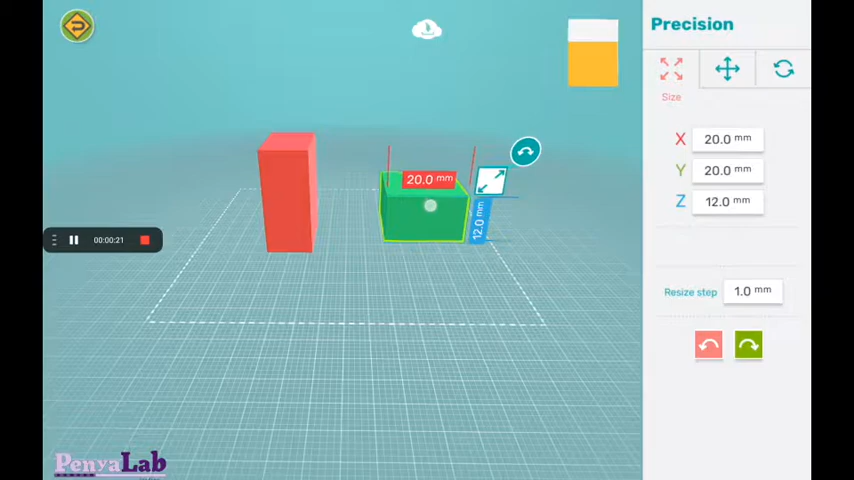 Precision
Size
X 20.0 mm
Y 20.0 mm
Z 12.0 mm
Resize step 1.0 mm
20.0 mm
12.0 mm
00:00:21
PenyaLab